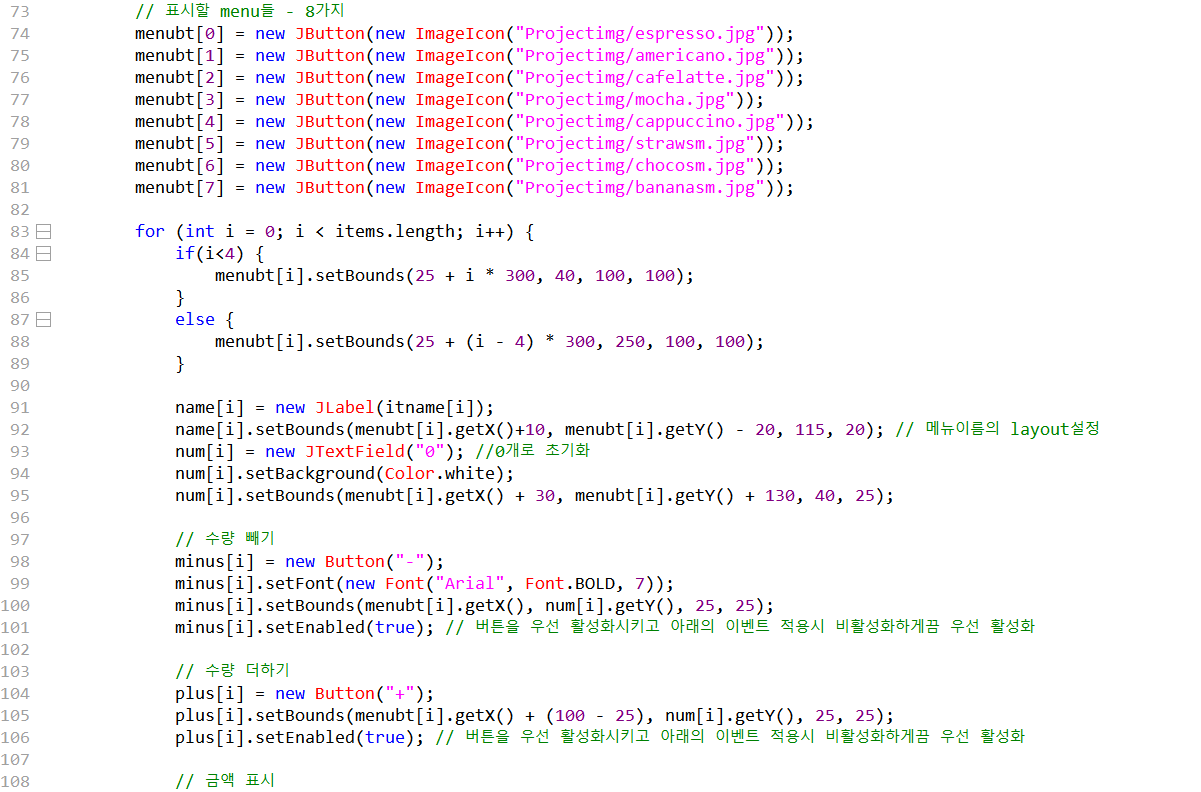 73 // 표시할 menu들 - 8가지
74 menubt[0] = new JButton(new ImageIcon("Projectimg/espresso.jpg"));
75 menubt[1] = new JButton(new ImageIcon("Projectimg/americano.jpg"));
76 menubt[2] = new JButton(new ImageIcon("Projectimg/cafelatte.jpg"));
77 menubt[3] = new JButton(new ImageIcon("Projectimg/mocha.jpg"));
78 menubt[4] = new JButton(new ImageIcon("Projectimg/cappuccino.jpg"));
79 menubt[5] = new JButton(new ImageIcon("Projectimg/strawsm.jpg"));
80 menubt[6] = new JButton(new ImageIcon("Projectimg/chocosm.jpg"));
81 menubt[7] = new JButton(new ImageIcon("Projectimg/bananasm.jpg"));
82
83 for (int i = 0; i < items.length; i++) {
84 if(i<4) {
85 menubt[i].setBounds(25 + i * 300, 40, 100, 100);
86 }
87 else {
88 menubt[i].setBounds(25 + (i - 4) * 300, 250, 100, 100);
89 }
90
91 name[i] = new JLabel(itname[i]);
92 name[i].setBounds(menubt[i].getX()+10, menubt[i].getY() - 20, 115, 20); // 메뉴이름의 layout설정
93 num[i] = new JTextField("0"); //0개로 초기화
94 num[i].setBackground(Color.white);
95 num[i].setBounds(menubt[i].getX() + 30, menubt[i].getY() + 130, 40, 25);
96
97 // 수량 빼기
98 minus[i] = new Button("-");
99 minus[i].setFont(new Font("Arial", Font.BOLD, 7));
100 minus[i].setBounds(menubt[i].getX(), num[i].getY(), 25, 25);
101 minus[i].setEnabled(true); // 버튼을 우선 활성화시키고 아래의 이벤트 적용시 비활성화하게끔 우선 활성화
102
103 // 수량 더하기
104 plus[i] = new Button("+");
105 plus[i].setBounds(menubt[i].getX() + (100 - 25), num[i].getY(), 25, 25);
106 plus[i].setEnabled(true); // 버튼을 우선 활성화시키고 아래의 이벤트 적용시 비활성화하게끔 우선 활성화
107
108 // 금액 표시